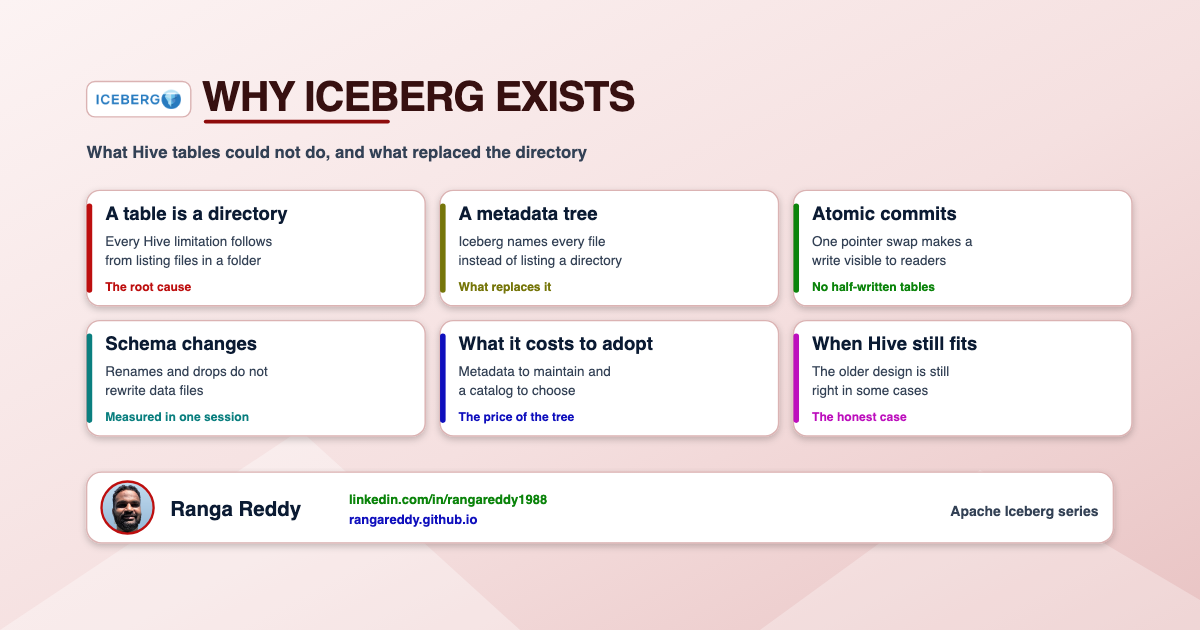 ICEBERG
WHY ICEBERG EXISTS
What Hive tables could not do, and what replaced the directory
A table is a directory
Every Hive limitation follows
from listing files in a folder
The root cause
A metadata tree
Iceberg names every file
instead of listing a directory
What replaces it
Atomic commits
One pointer swap makes a
write visible to readers
No half-written tables
Schema changes
Renames and drops do not
rewrite data files
Measured in one session
What it costs to adopt
Metadata to maintain and
a catalog to choose
The price of the tree
When Hive still fits
The older design is still
right in some cases
The honest case
Ranga Reddy
linkedin.com/in/rangareddy1988
rangareddy.github.io
Apache Iceberg series